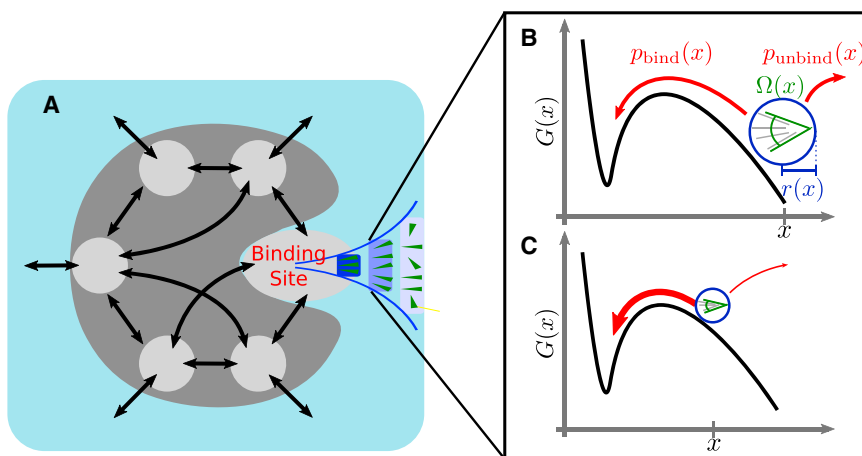 A
Binding
Site
B
G(x)
p_bind(x)
p_unbind(x)
Ω(x)
r(x)
x
C
G(x)
x